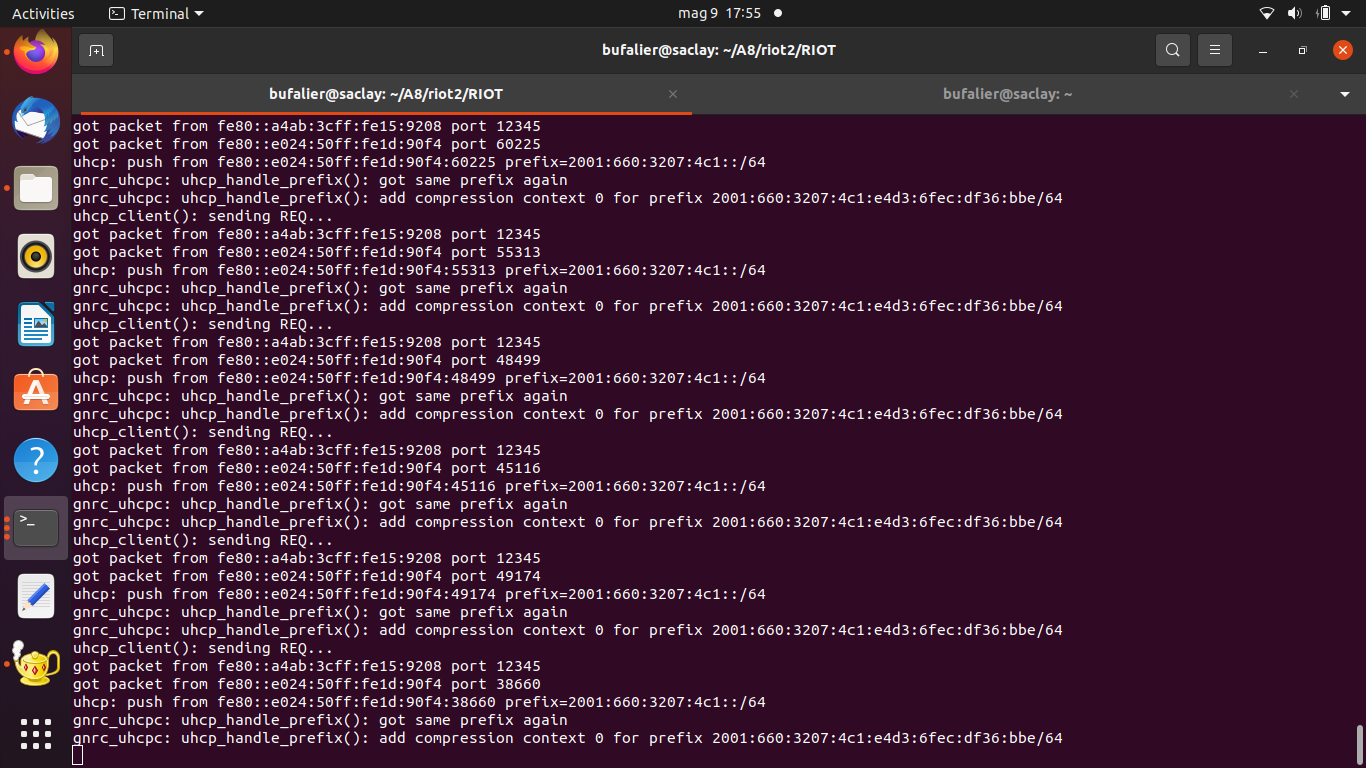 Activities
Terminal
mag 9 17:55
bufalier@saclay: ~/A8/riot2/RIOT
bufalier@saclay: ~/A8/riot2/RIOT
bufalier@saclay: ~
got packet from fe80::a4ab:3cff:fe15:9208 port 12345
got packet from fe80::e024:50ff:fe1d:90f4 port 60225
uhcp: push from fe80::e024:50ff:fe1d:90f4:60225 prefix=2001:660:3207:4c1::/64
gnrc_uhcpc: uhcp_handle_prefix(): got same prefix again
gnrc_uhcpc: uhcp_handle_prefix(): add compression context 0 for prefix 2001:660:3207:4c1:e4d3:6fec:df36:bbe/64
uhcp_client(): sending REQ...
got packet from fe80::a4ab:3cff:fe15:9208 port 12345
got packet from fe80::e024:50ff:fe1d:90f4 port 55313
uhcp: push from fe80::e024:50ff:fe1d:90f4:55313 prefix=2001:660:3207:4c1::/64
gnrc_uhcpc: uhcp_handle_prefix(): got same prefix again
gnrc_uhcpc: uhcp_handle_prefix(): add compression context 0 for prefix 2001:660:3207:4c1:e4d3:6fec:df36:bbe/64
uhcp_client(): sending REQ...
got packet from fe80::a4ab:3cff:fe15:9208 port 12345
got packet from fe80::e024:50ff:fe1d:90f4 port 48499
uhcp: push from fe80::e024:50ff:fe1d:90f4:48499 prefix=2001:660:3207:4c1::/64
gnrc_uhcpc: uhcp_handle_prefix(): got same prefix again
gnrc_uhcpc: uhcp_handle_prefix(): add compression context 0 for prefix 2001:660:3207:4c1:e4d3:6fec:df36:bbe/64
uhcp_client(): sending REQ...
got packet from fe80::a4ab:3cff:fe15:9208 port 12345
got packet from fe80::e024:50ff:fe1d:90f4 port 45116
uhcp: push from fe80::e024:50ff:fe1d:90f4:45116 prefix=2001:660:3207:4c1::/64
gnrc_uhcpc: uhcp_handle_prefix(): got same prefix again
gnrc_uhcpc: uhcp_handle_prefix(): add compression context 0 for prefix 2001:660:3207:4c1:e4d3:6fec:df36:bbe/64
uhcp_client(): sending REQ...
got packet from fe80::a4ab:3cff:fe15:9208 port 12345
got packet from fe80::e024:50ff:fe1d:90f4 port 49174
uhcp: push from fe80::e024:50ff:fe1d:90f4:49174 prefix=2001:660:3207:4c1::/64
gnrc_uhcpc: uhcp_handle_prefix(): got same prefix again
gnrc_uhcpc: uhcp_handle_prefix(): add compression context 0 for prefix 2001:660:3207:4c1:e4d3:6fec:df36:bbe/64
uhcp_client(): sending REQ...
got packet from fe80::a4ab:3cff:fe15:9208 port 12345
got packet from fe80::e024:50ff:fe1d:90f4 port 38660
uhcp: push from fe80::e024:50ff:fe1d:90f4:38660 prefix=2001:660:3207:4c1::/64
gnrc_uhcpc: uhcp_handle_prefix(): got same prefix again
gnrc_uhcpc: uhcp_handle_prefix(): add compression context 0 for prefix 2001:660:3207:4c1:e4d3:6fec:df36:bbe/64